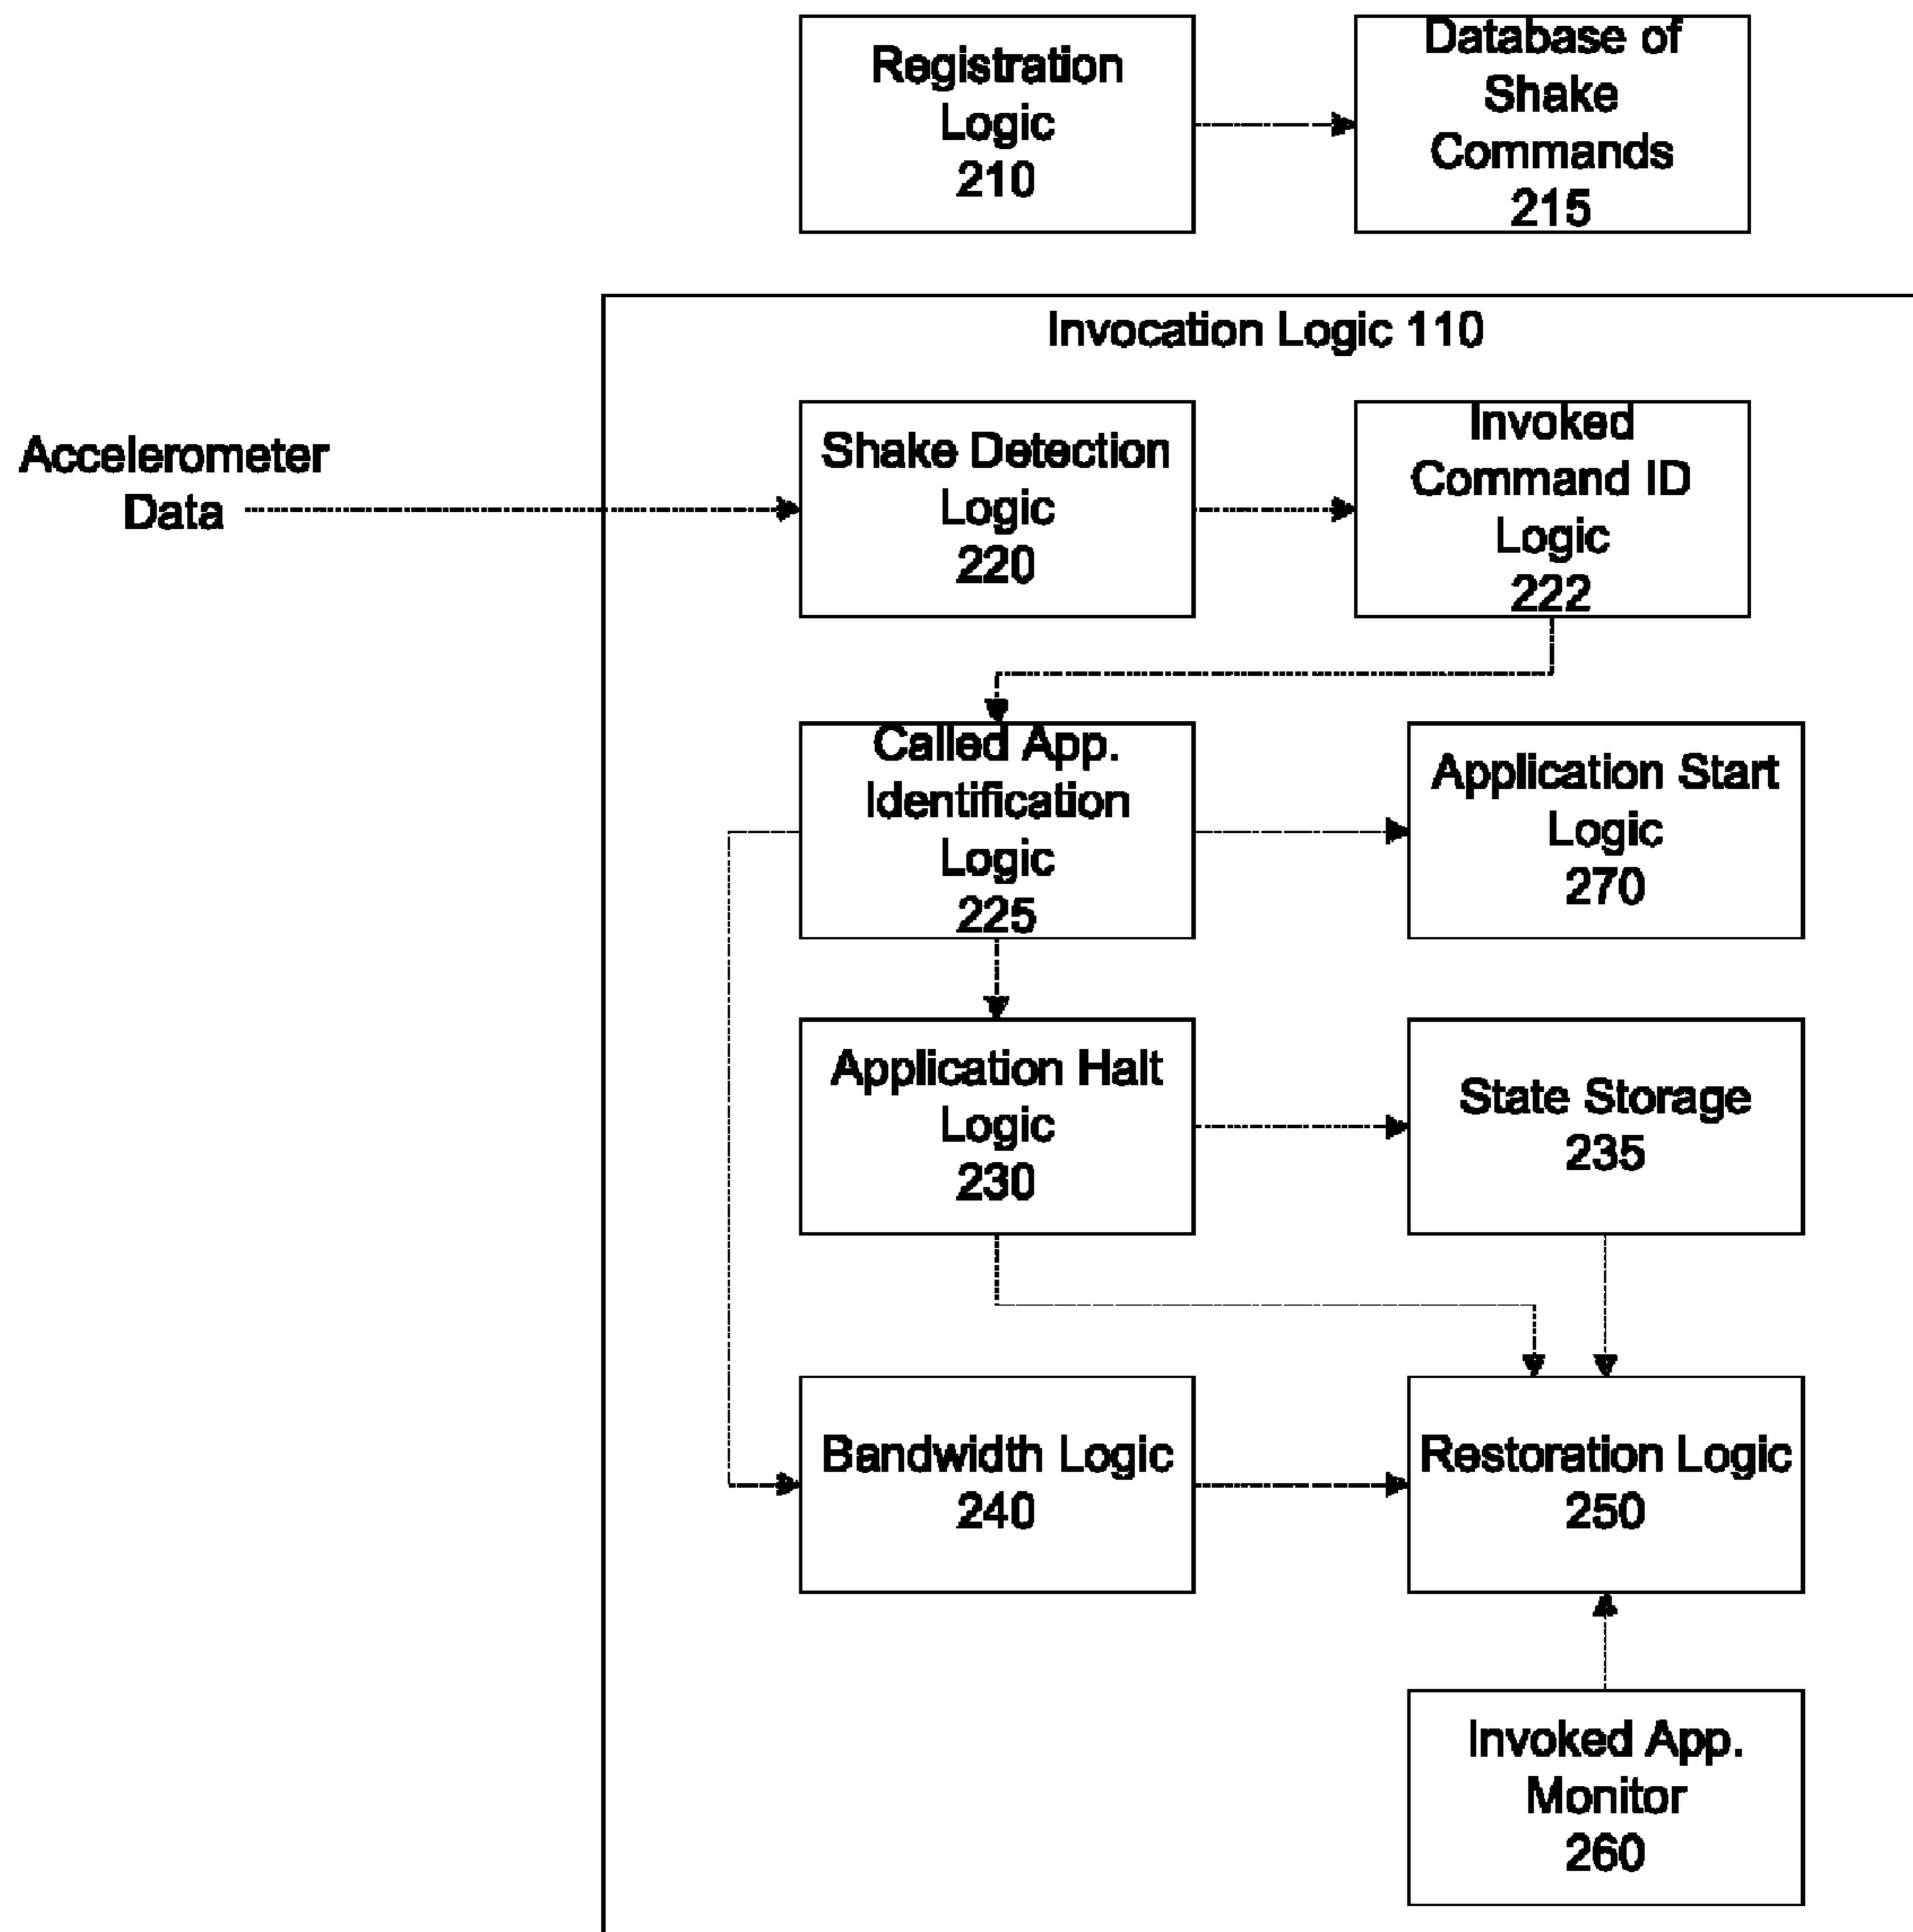 Registration
Logic
210
Database of
Shake
Commands
215
Invocation Logic 110
Accelerometer
Data
Shake Detection
Logic
220
Invoked
Command ID
Logic
222
Called App.
Identification
Logic
225
Application Start
Logic
270
Application Halt
Logic
230
State Storage
235
Bandwidth Logic
240
Restoration Logic
250
Invoked App.
Monitor
260